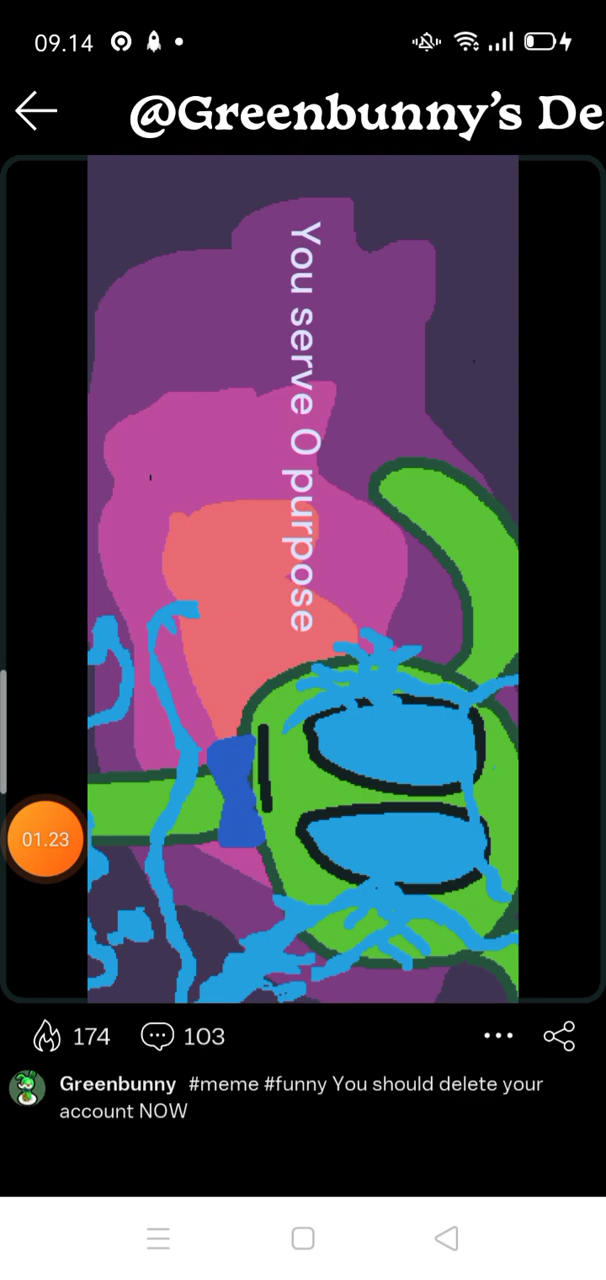 09.14
@Greenbunny's De
You serve 0 purpose
01.23
174
103
Greenbunny #meme #funny You should delete your
account NOW